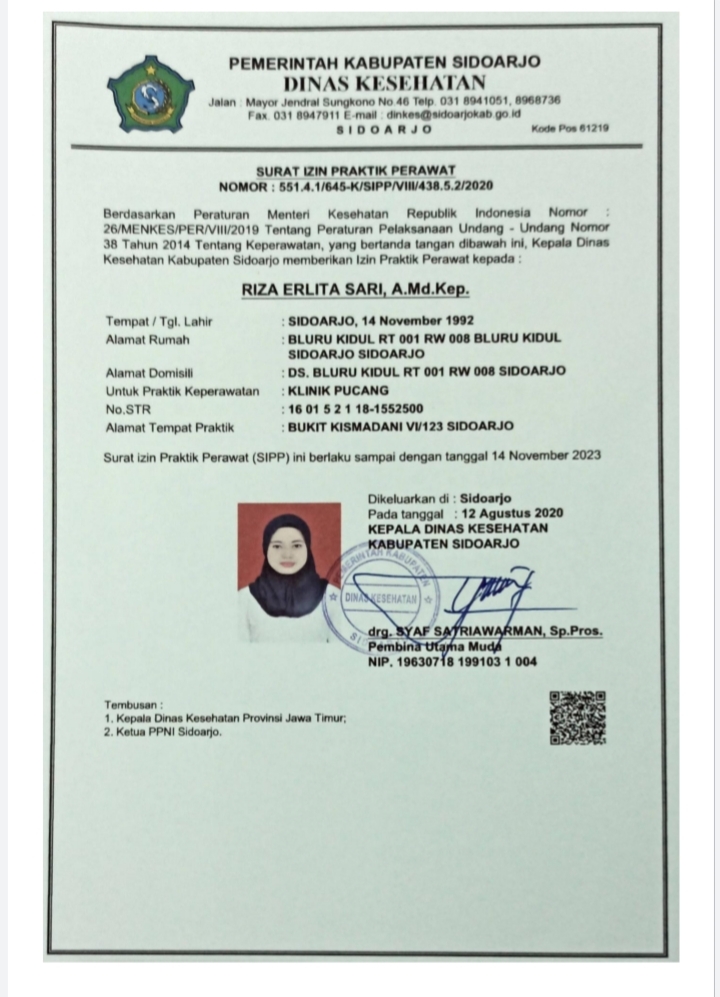 PEMERINTAH KABUPATEN SIDOARJO
DINAS KESEHATAN
Jalan : Mayor Jendral Sungkono No.46 Telp. 031 8941051, 8968736
Fax. 031 8947911 E-mail : dinkes@sidoarjokab.go.id
SIDOARJO Kode Pos 61219
SURAT IZIN PRAKTIK PERAWAT
NOMOR : 551.4.1/645-K/SIPP/VIII/438.5.2/2020
Berdasarkan Peraturan Menteri Kesehatan Republik Indonesia Nomor :
26/MENKES/PER/VIII/2019 Tentang Peraturan Pelaksanaan Undang - Undang Nomor
38 Tahun 2014 Tentang Keperawatan, yang bertanda tangan dibawah ini, Kepala Dinas
Kesehatan Kabupaten Sidoarjo memberikan Izin Praktik Perawat kepada :
RIZA ERLITA SARI, A.Md.Kep.
Tempat / Tgl. Lahir : SIDOARJO, 14 November 1992
Alamat Rumah : BLURU KIDUL RT 001 RW 008 BLURU KIDUL
SIDOARJO SIDOARJO
Alamat Domisili : DS. BLURU KIDUL RT 001 RW 008 SIDOARJO
Untuk Praktik Keperawatan : KLINIK PUCANG
No.STR : 16 01 5 2 1 18-1552500
Alamat Tempat Praktik : BUKIT KISMADANI VI/123 SIDOARJO
Surat izin Praktik Perawat (SIPP) ini berlaku sampai dengan tanggal 14 November 2023
Dikeluarkan di : Sidoarjo
Pada tanggal : 12 Agustus 2020
KEPALA DINAS KESEHATAN
KABUPATEN SIDOARJO
PEMERINTAH KABUPATEN
DINAS KESEHATAN
drg. SYAF SATRIAWARMAN, Sp.Pros.
Pembina Utama Muda
NIP. 19630718 199103 1 004
Tembusan :
1. Kepala Dinas Kesehatan Provinsi Jawa Timur;
2. Ketua PPNI Sidoarjo.